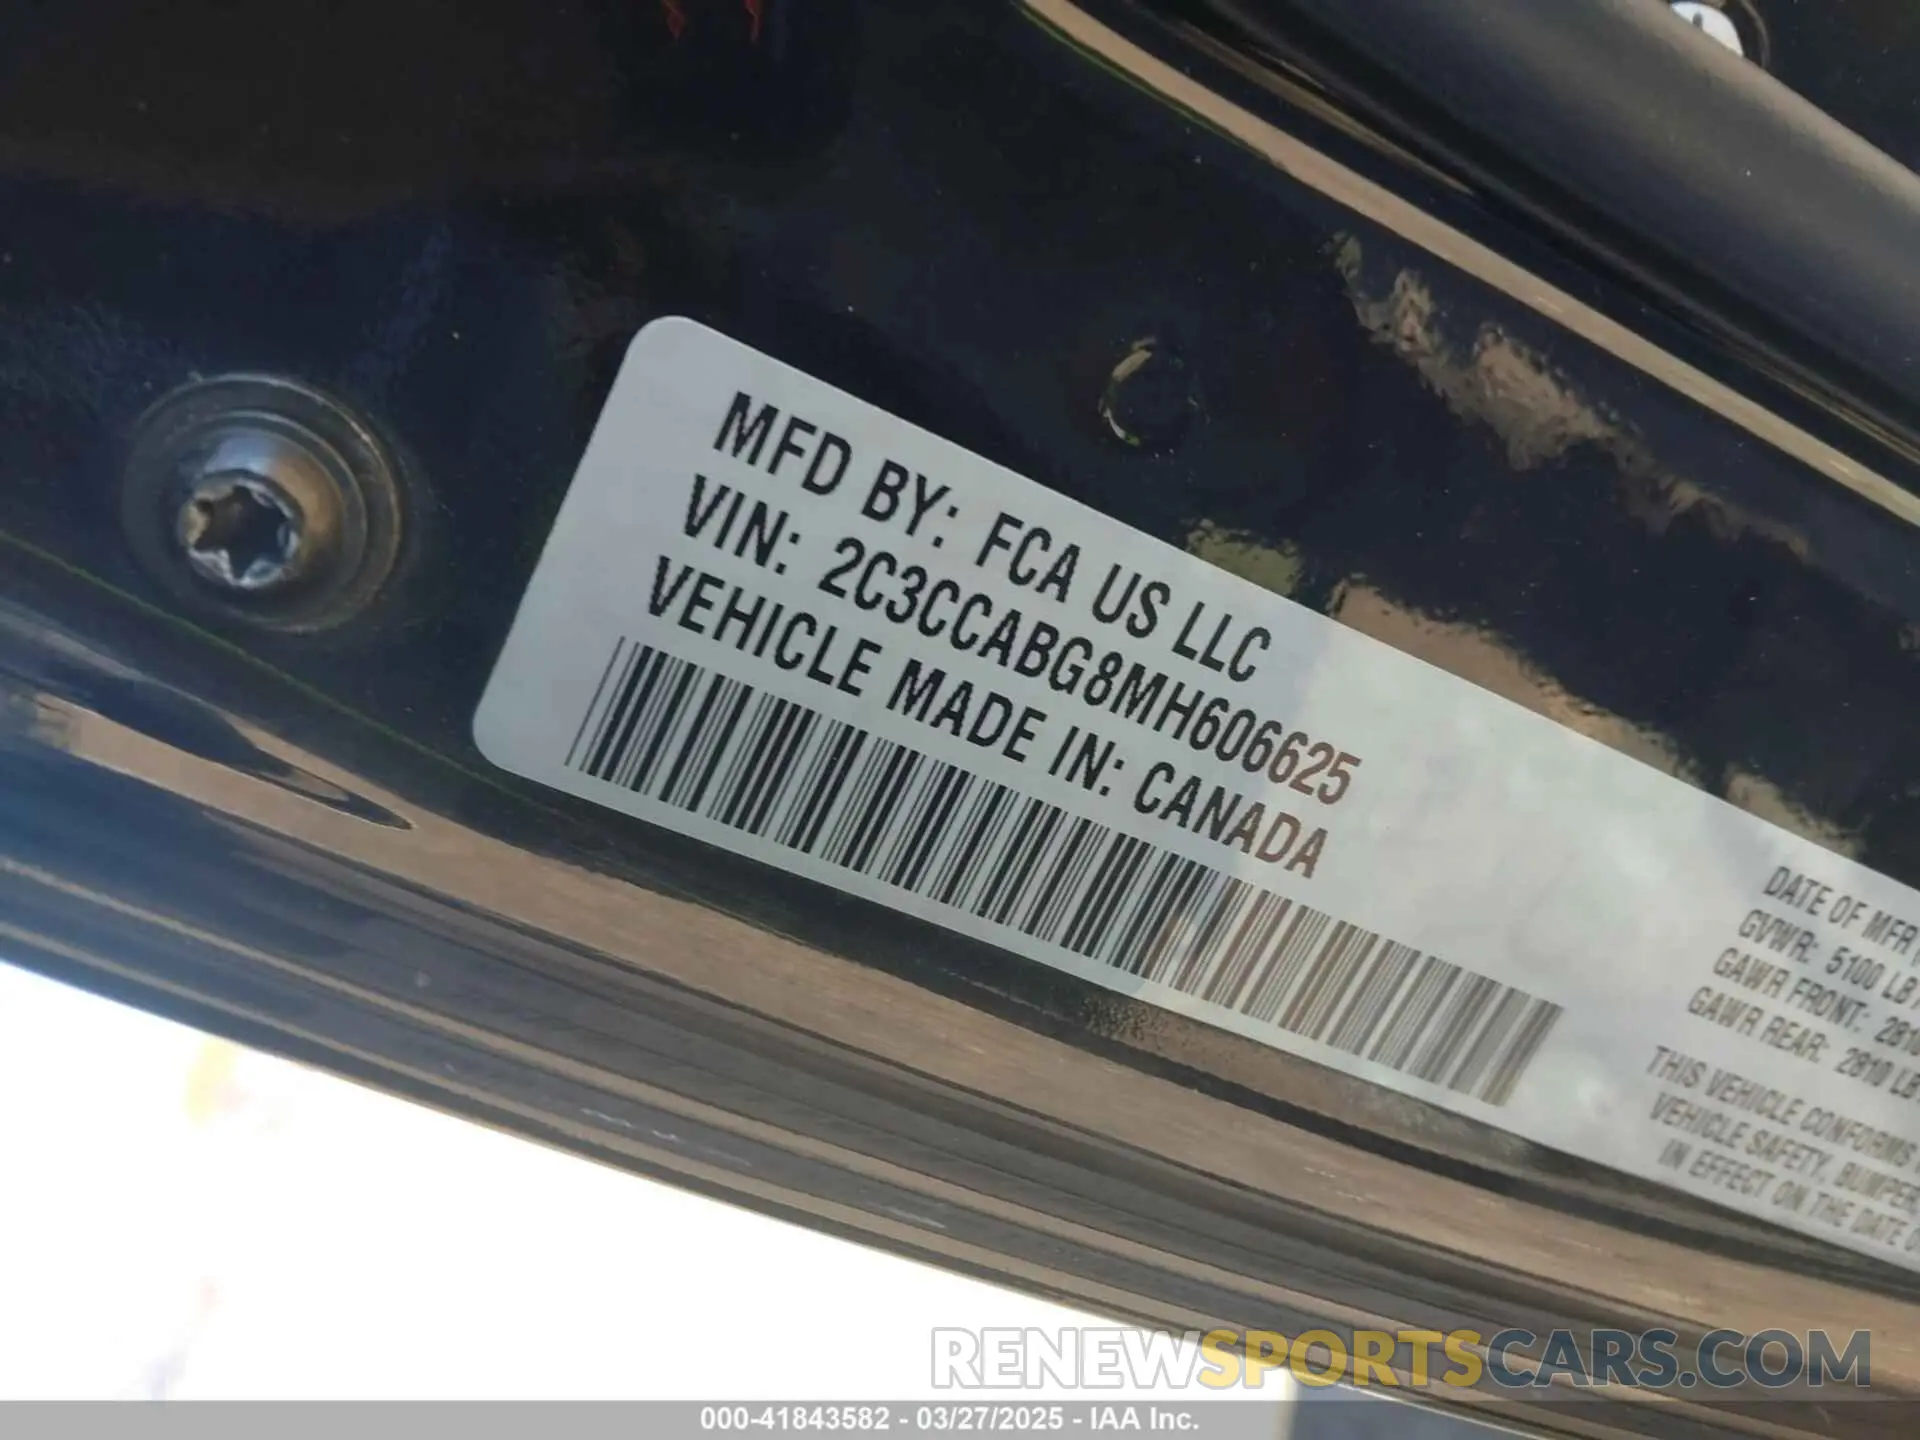 MFD BY: FCA US LLC
VIN: 2C3CCABG8MH606625
VEHICLE MADE IN: CANADA
DATE OF MFR
GVWR: 5100 LB
GAWR FRONT: 2810
GAWR REAR: 2810 LB
THIS VEHICLE CONFORMS
VEHICLE SAFETY, BUMPER
IN EFFECT ON THE DATE
RENEWSPORTSCARS.COM
000-41843582 - 03/27/2025 - IAA Inc.